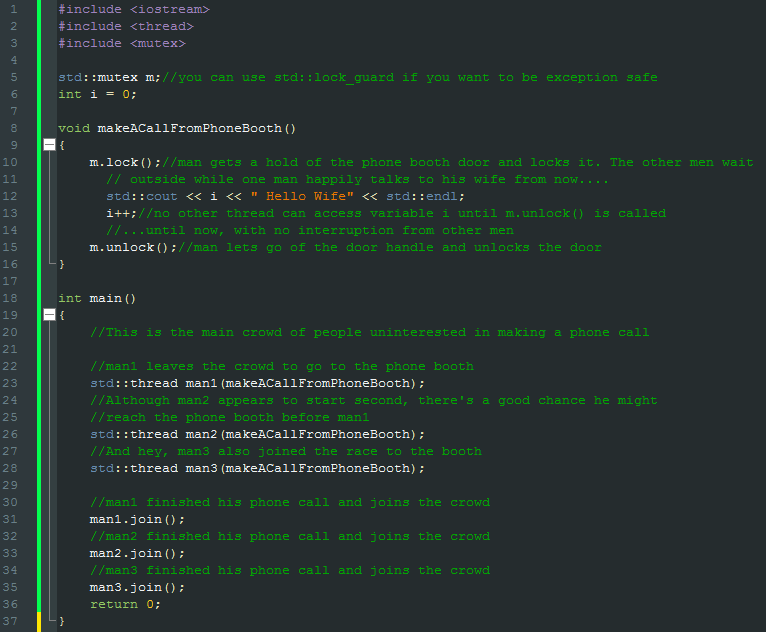 1 #include <iostream>
2 #include <thread>
3 #include <mutex>
4
5 std::mutex m;//you can use std::lock_guard if you want to be exception safe
6 int i = 0;
7
8 void makeACallFromPhoneBooth()
9 {
10     m.lock();//man gets a hold of the phone booth door and locks it. The other men wait
11       // outside while one man happily talks to his wife from now....
12       std::cout << i << " Hello Wife" << std::endl;
13       i++;//no other thread can access variable i until m.unlock() is called
14       //...until now, with no interruption from other men
15     m.unlock();//man lets go of the door handle and unlocks the door
16 }
17
18 int main()
19 {
20     //This is the main crowd of people uninterested in making a phone call
21
22     //man1 leaves the crowd to go to the phone booth
23     std::thread man1(makeACallFromPhoneBooth);
24     //Although man2 appears to start second, there's a good chance he might
25     //reach the phone booth before man1
26     std::thread man2(makeACallFromPhoneBooth);
27     //And hey, man3 also joined the race to the booth
28     std::thread man3(makeACallFromPhoneBooth);
29
30     //man1 finished his phone call and joins the crowd
31     man1.join();
32     //man2 finished his phone call and joins the crowd
33     man2.join();
34     //man3 finished his phone call and joins the crowd
35     man3.join();
36     return 0;
37 }